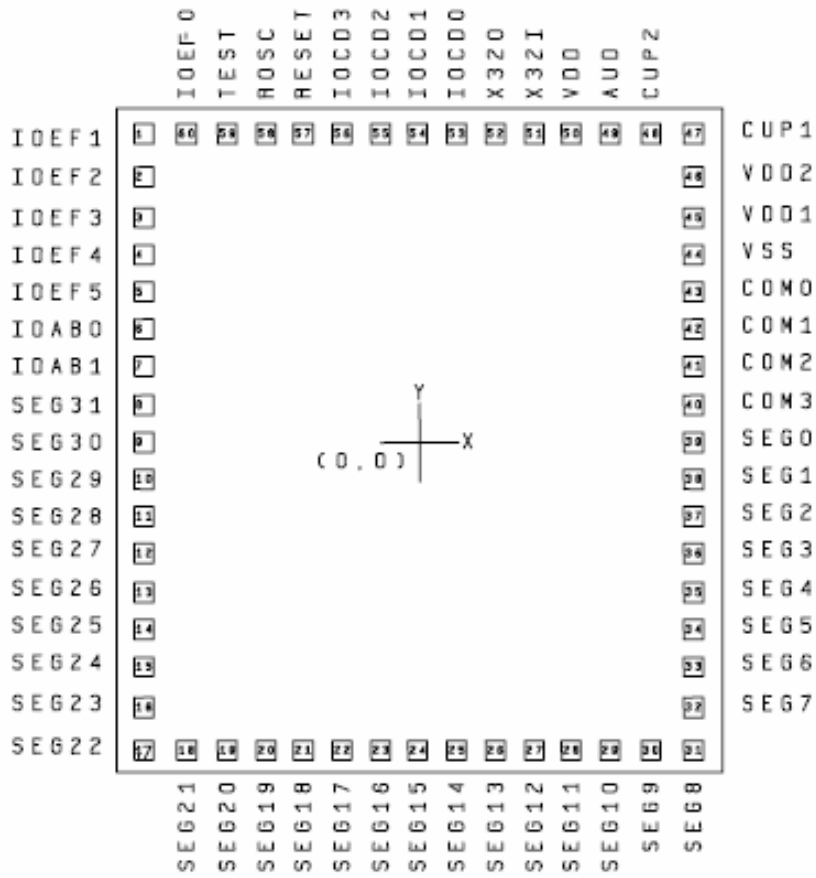 IOEF0 TEST ROSC RESET IOCD3 IOCD2 IOCD1 IOCD0 X32O X32I VDD AUD CUP2
IOEF1 1 60 59 58 57 56 55 54 53 52 51 50 49 48 47 CUP1
IOEF2 2 46 VDD2
IOEF3 3 45 VDD1
IOEF4 4 44 VSS
IOEF5 5 43 COM0
IOAB0 6 42 COM1
IOAB1 7 41 COM2
Y
SEG31 8 40 COM3
SEG30 9 X 39 SEG0
(0,0)
SEG29 10 38 SEG1
SEG28 11 37 SEG2
SEG27 12 36 SEG3
SEG26 13 35 SEG4
SEG25 14 34 SEG5
SEG24 15 33 SEG6
SEG23 16 32 SEG7
SEG22 17 18 19 20 21 22 23 24 25 26 27 28 29 30 31
SEG21 SEG20 SEG19 SEG18 SEG17 SEG16 SEG15 SEG14 SEG13 SEG12 SEG11 SEG10 SEG9 SEG8